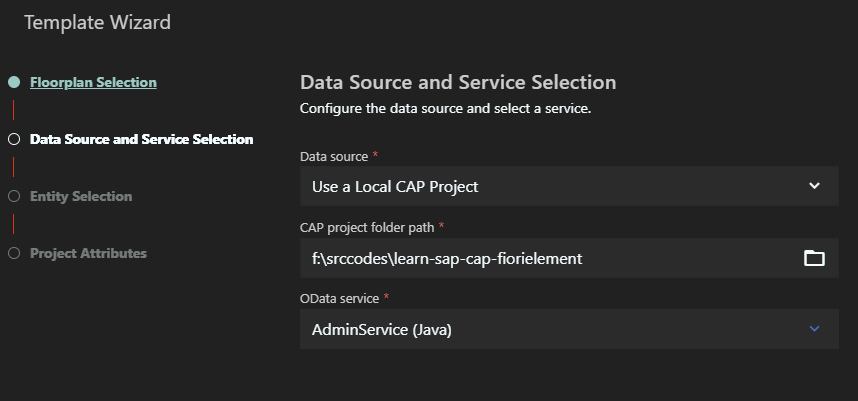 Template Wizard
Floorplan Selection
Data Source and Service Selection
Entity Selection
Project Attributes
Data Source and Service Selection
Configure the data source and select a service.
Data source *
Use a Local CAP Project
CAP project folder path *
f:\srccodes\learn-sap-cap-fiorielement
OData service *
AdminService (Java)